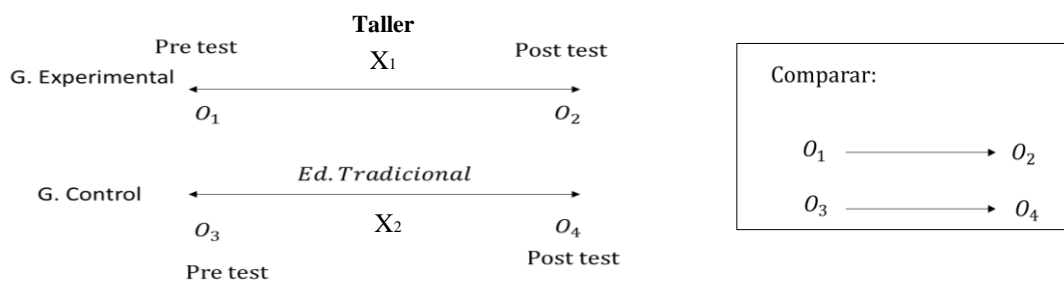 Taller
Pre test
X₁
Post test
G. Experimental
O₁
O₂
Ed. Tradicional
G. Control
O₃
X₂
O₄
Pre test
Post test
Comparar:
O₁ O₂
O₃ O₄